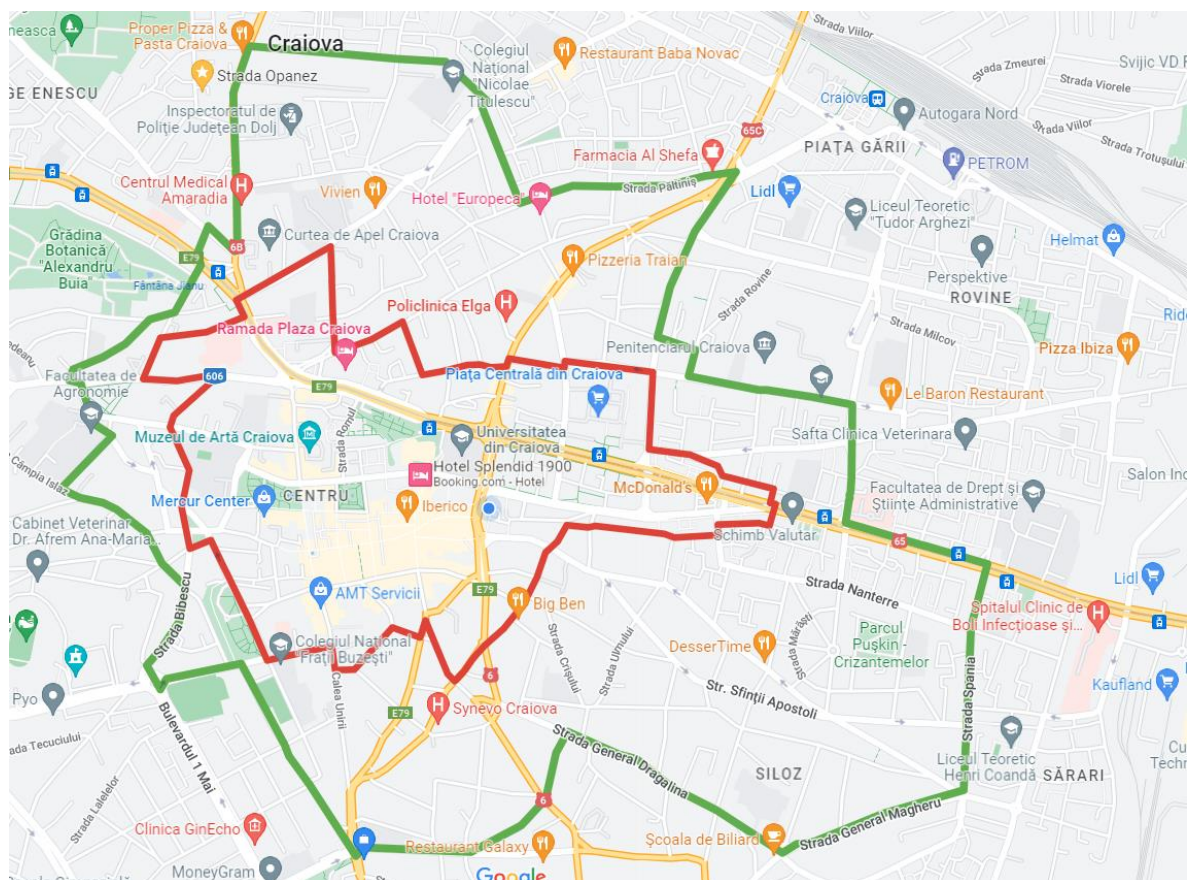 Proper Pizza &
Pasta Craiova
Craiova
Strada Opanez
Colegiul
Național
"Nicolae
Titulescu"
Restaurant Baba Novac
Strada Viilor
Strada Zmeurei
Strada Viorele
Svijic VD
GE ENESCU
Inspectoratul de
Poliție Județean Dolj
Craiova
Autogara Nord
Strada Viilor
Strada Trotușului
65C
PIAȚA GĂRII
PETROM
Farmacia Al Shefa
Strada Păltiniș
Lidl
Centrul Medical
Amaradia
Vivien
Hotel "Europeca"
Liceul Teoretic
"Tudor Arghezi"
Grădina
Botanică
"Alexandru
Buia"
6B
E79
Curtea de Apel Craiova
Helmat
Fântâna Jianu
Pizzeria Traian
Perspektive
Strada Rovine
ROVINE
Policlinica Elga
Ramada Plaza Craiova
Strada Milcov
Penitenciarul Craiova
Pizza Ibiza
Facultatea de
Agronomie
606
E79
Piața Centrală din Craiova
Le Baron Restaurant
Muzeul de Artă Craiova
Strada Romul
Universitatea
din Craiova
Safta Clinica Veterinara
Câmpia Islaz
Hotel Splendid 1900
Booking.com - Hotel
Mercur Center
CENTRU
Iberico
McDonald's
Facultatea de Drept și
Științe Administrative
Cabinet Veterinar
Dr. Afrem Ana-Maria...
Schimb Valutar
65
Strada Bibescu
AMT Servicii
E79
Big Ben
Strada Nanterre
Lidl
Spitalul Clinic de
Boli Infecțioase și...
Colegiul Național
"Frații Buzești"
Strada Crișului
Strada Ulmului
DesserTime
Strada Mărăști
Parcul
Pușkin -
Crizantemelor
Pyo
Calea Unirii
6
Str. Sfinții Apostoli
Strada Spania
Kaufland
E79
Synevo Craiova
Bulevardul 1 Mai
Strada General Dragalina
Liceul Teoretic
Henri Coandă
SILOZ
SĂRARI
Strada Lalelelor
6
Strada General Magheru
Clinica GinEcho
Restaurant Galaxy
Școala de Biliard
MoneyGram
Google